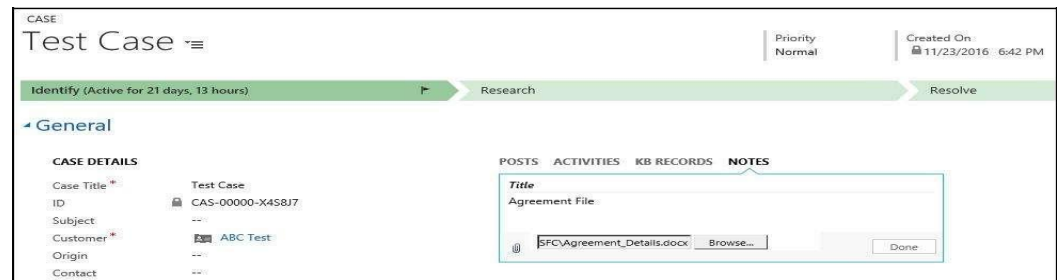 CASE
Test Case
Priority
Normal
Created On
11/23/2016 6:42 PM
Identify (Active for 21 days, 13 hours)
Research
Resolve
General
CASE DETAILS
Case Title *
Test Case
ID
CAS-00000-X4S8J7
Subject
--
Customer *
ABC Test
Origin
--
Contact
--
POSTS ACTIVITIES KB RECORDS NOTES
Title
Agreement File
SFC\Agreement_Details.docx
Browse...
Done